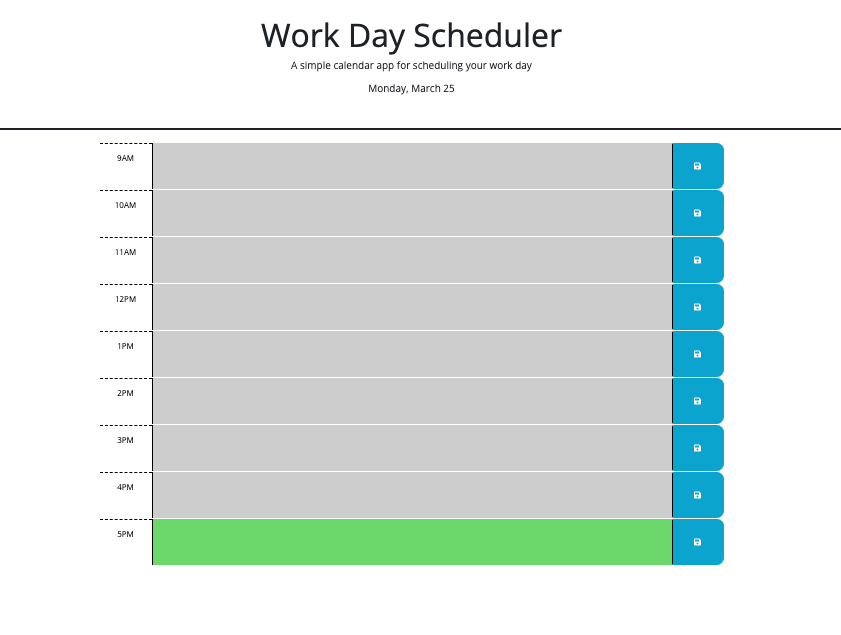 Work Day Scheduler
A simple calendar app for scheduling your work day
Monday, March 25
9AM
10AM
11AM
12PM
1PM
2PM
3PM
4PM
5PM